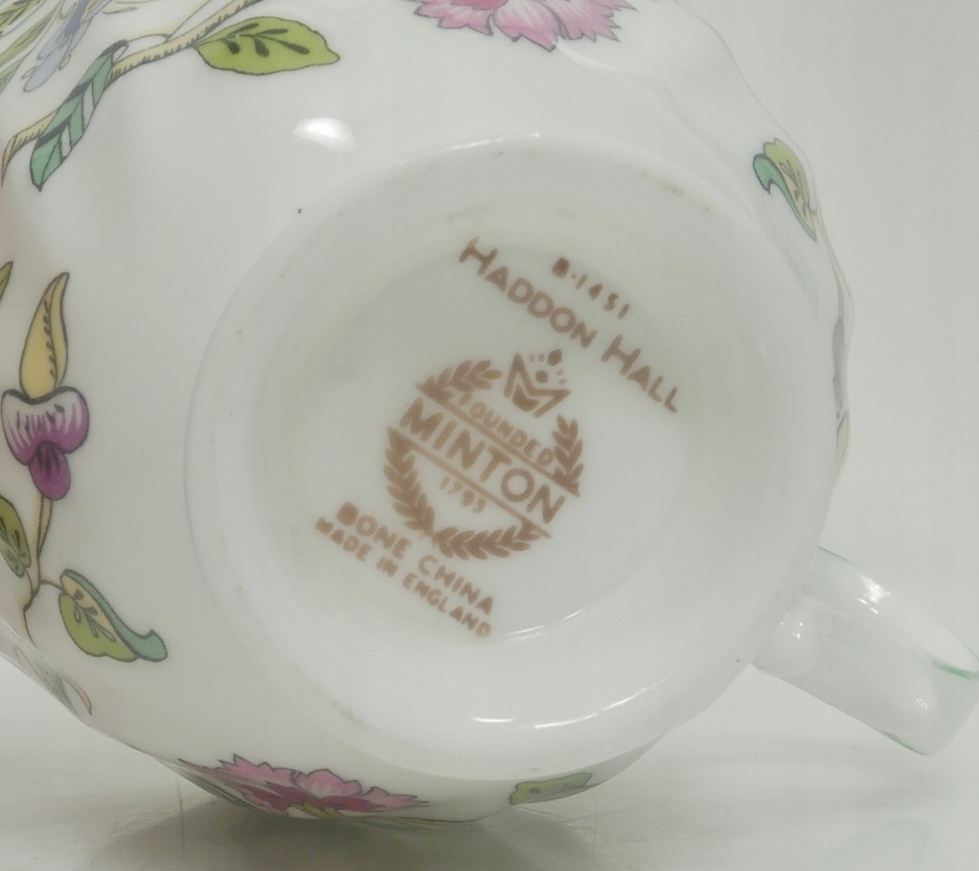 B-1451
HADDON HALL
FOUNDED
MINTON
1793
BONE CHINA
MADE IN ENGLAND